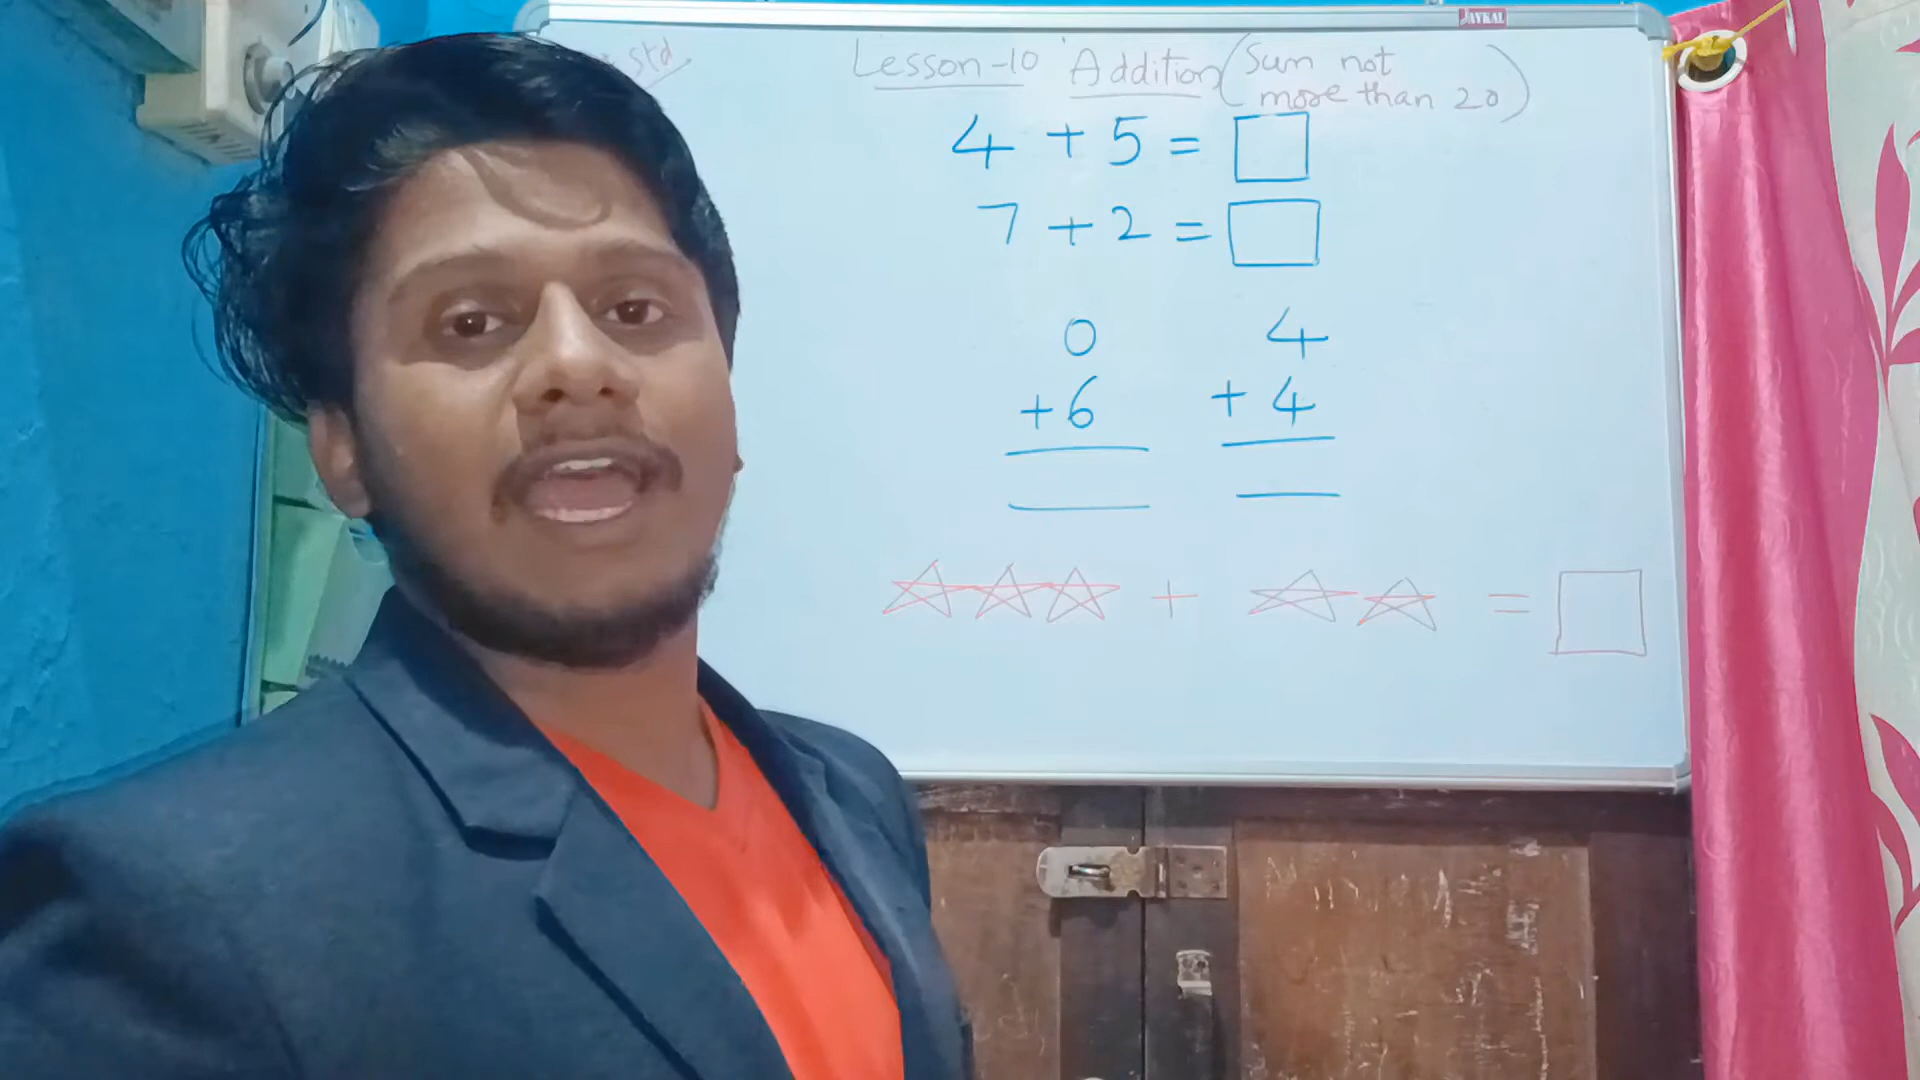 JAYKAL
std
Lesson-10 Addition (Sum not
more than 20)
4 + 5 =
7 + 2 =
0 4
+6 + 4
+ =